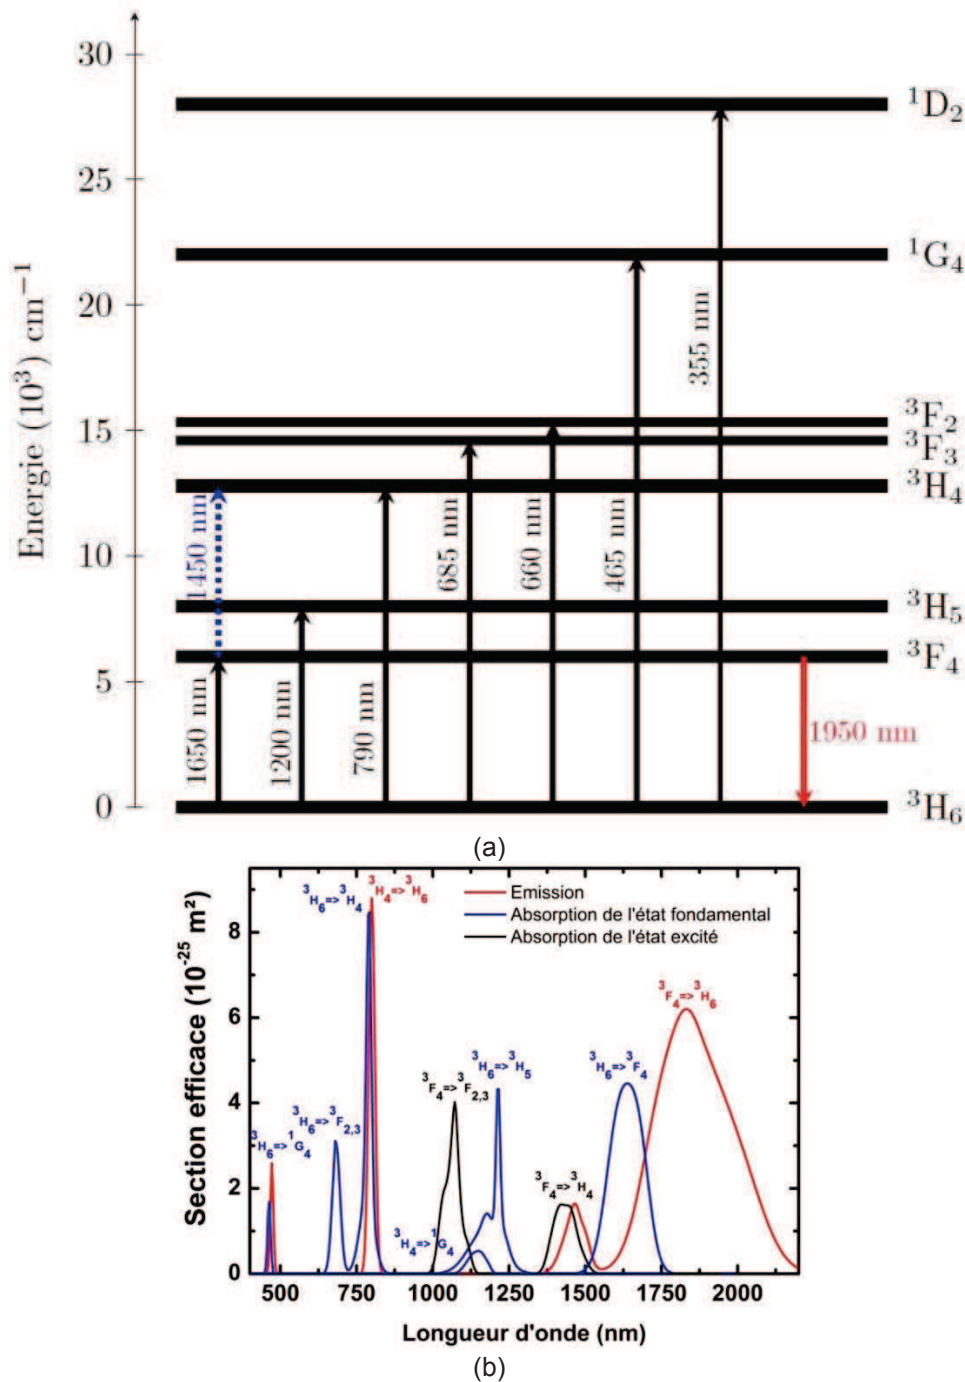 Energie (10³) cm⁻¹
30
25
20
15
10
5
0
¹D₂
¹G₄
³F₂
³F₃
³H₄
³H₅
³F₄
³H₆
1450 nm
1650 nm
1200 nm
790 nm
685 nm
660 nm
465 nm
355 nm
1950 nm
(a)
Section efficace (10⁻²⁵ m²)
8
6
4
2
0
Emission
Absorption de l'état fondamental
Absorption de l'état excité
³H₆=>³H₄
³H₄=>³H₆
³F₄=>³H₆
³H₆=>³H₅
³H₆=>³F₄
³F₄=>³F₂,₃
³H₆=>³F₂,₃
³H₆=>¹G₄
³F₄=>³H₄
³H₄=>¹G₄
500 750 1000 1250 1500 1750 2000
Longueur d'onde (nm)
(b)